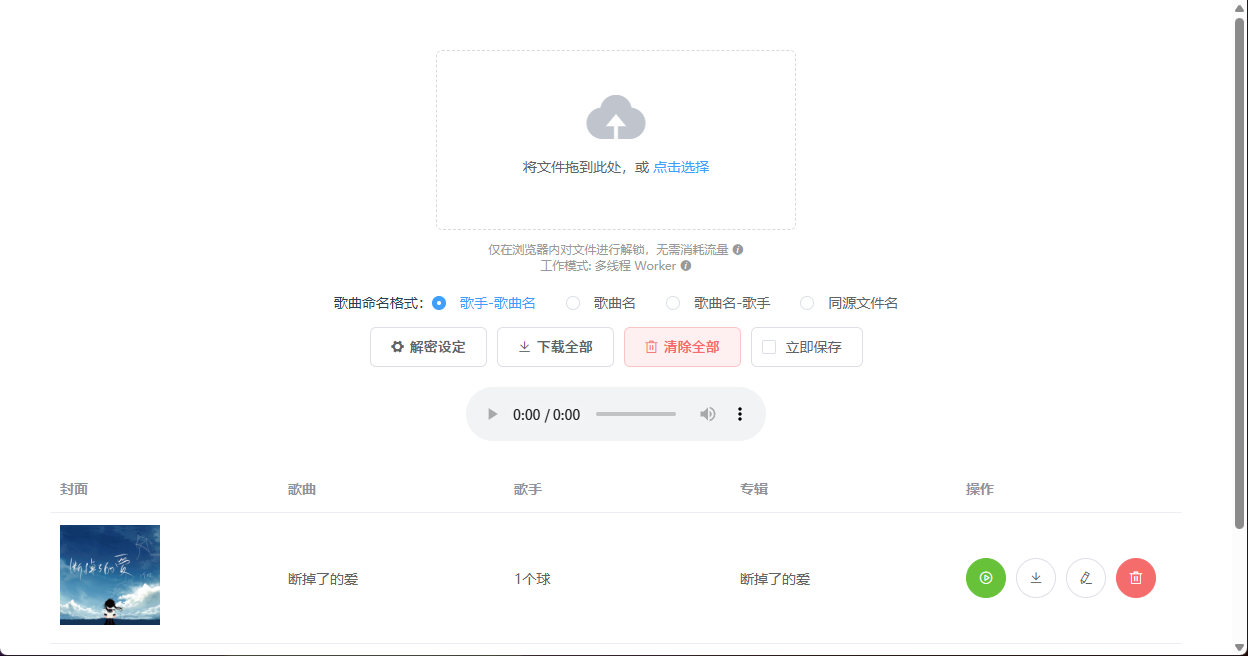 将文件拖到此处，或 点击选择
仅在浏览器内对文件进行解锁，无需消耗流量
工作模式: 多线程 Worker
歌曲命名格式： 歌手-歌曲名 歌曲名 歌曲名-歌手 同源文件名
解密设定 下载全部 清除全部 立即保存
0:00 / 0:00
封面 歌曲 歌手 专辑 操作
断掉了的爱
断掉了的爱 1个球 断掉了的爱